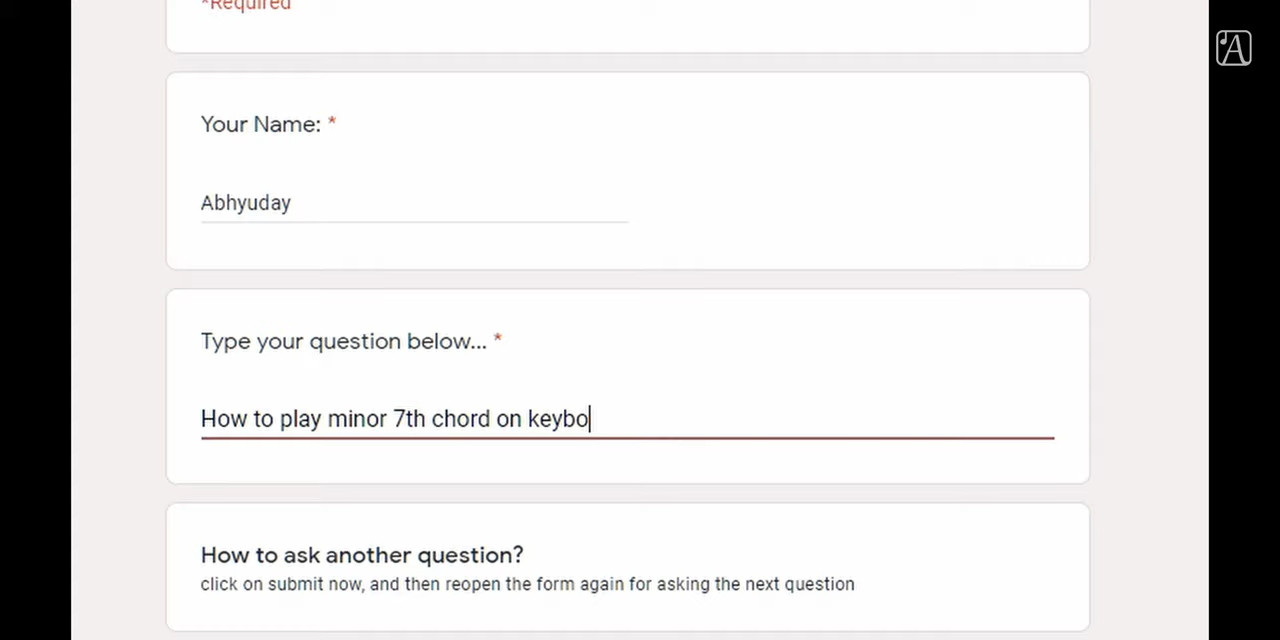 *Required
Your Name: *
Abhyuday
Type your question below... *
How to play minor 7th chord on keybo
How to ask another question?
click on submit now, and then reopen the form again for asking the next question
A